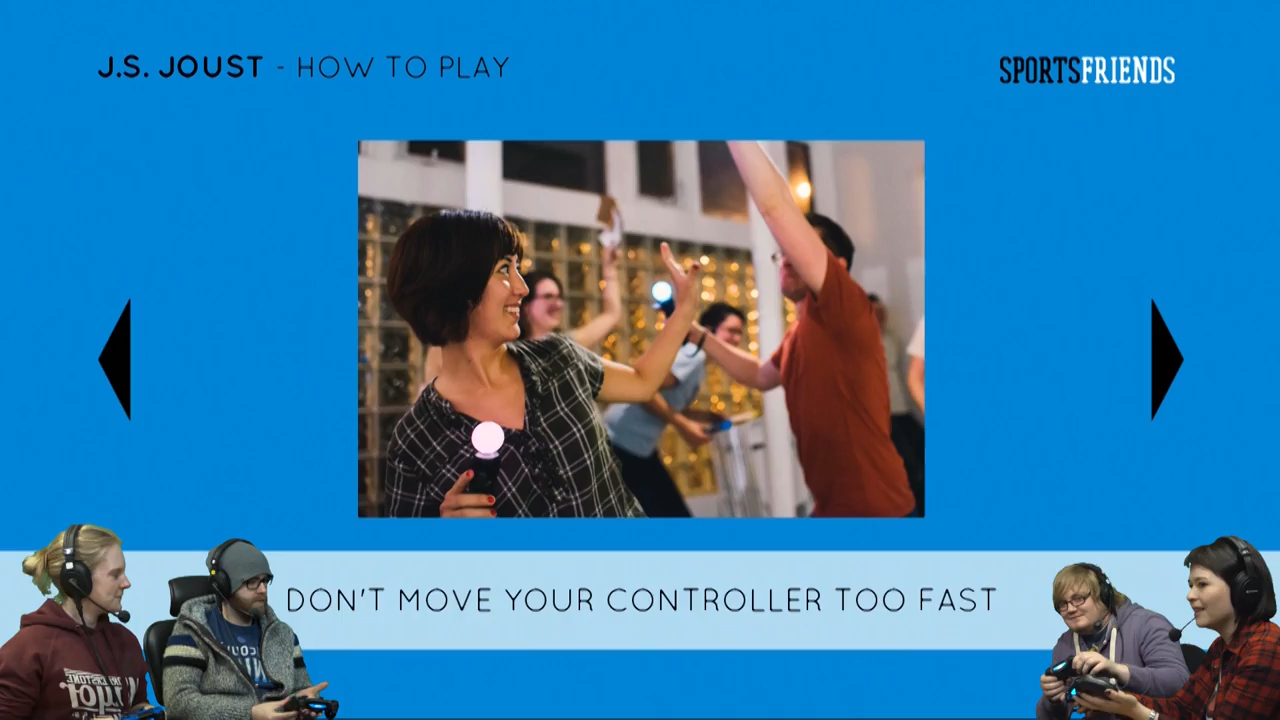 J.S. JOUST - HOW TO PLAY
SPORTSFRIENDS
DON'T MOVE YOUR CONTROLLER TOO FAST